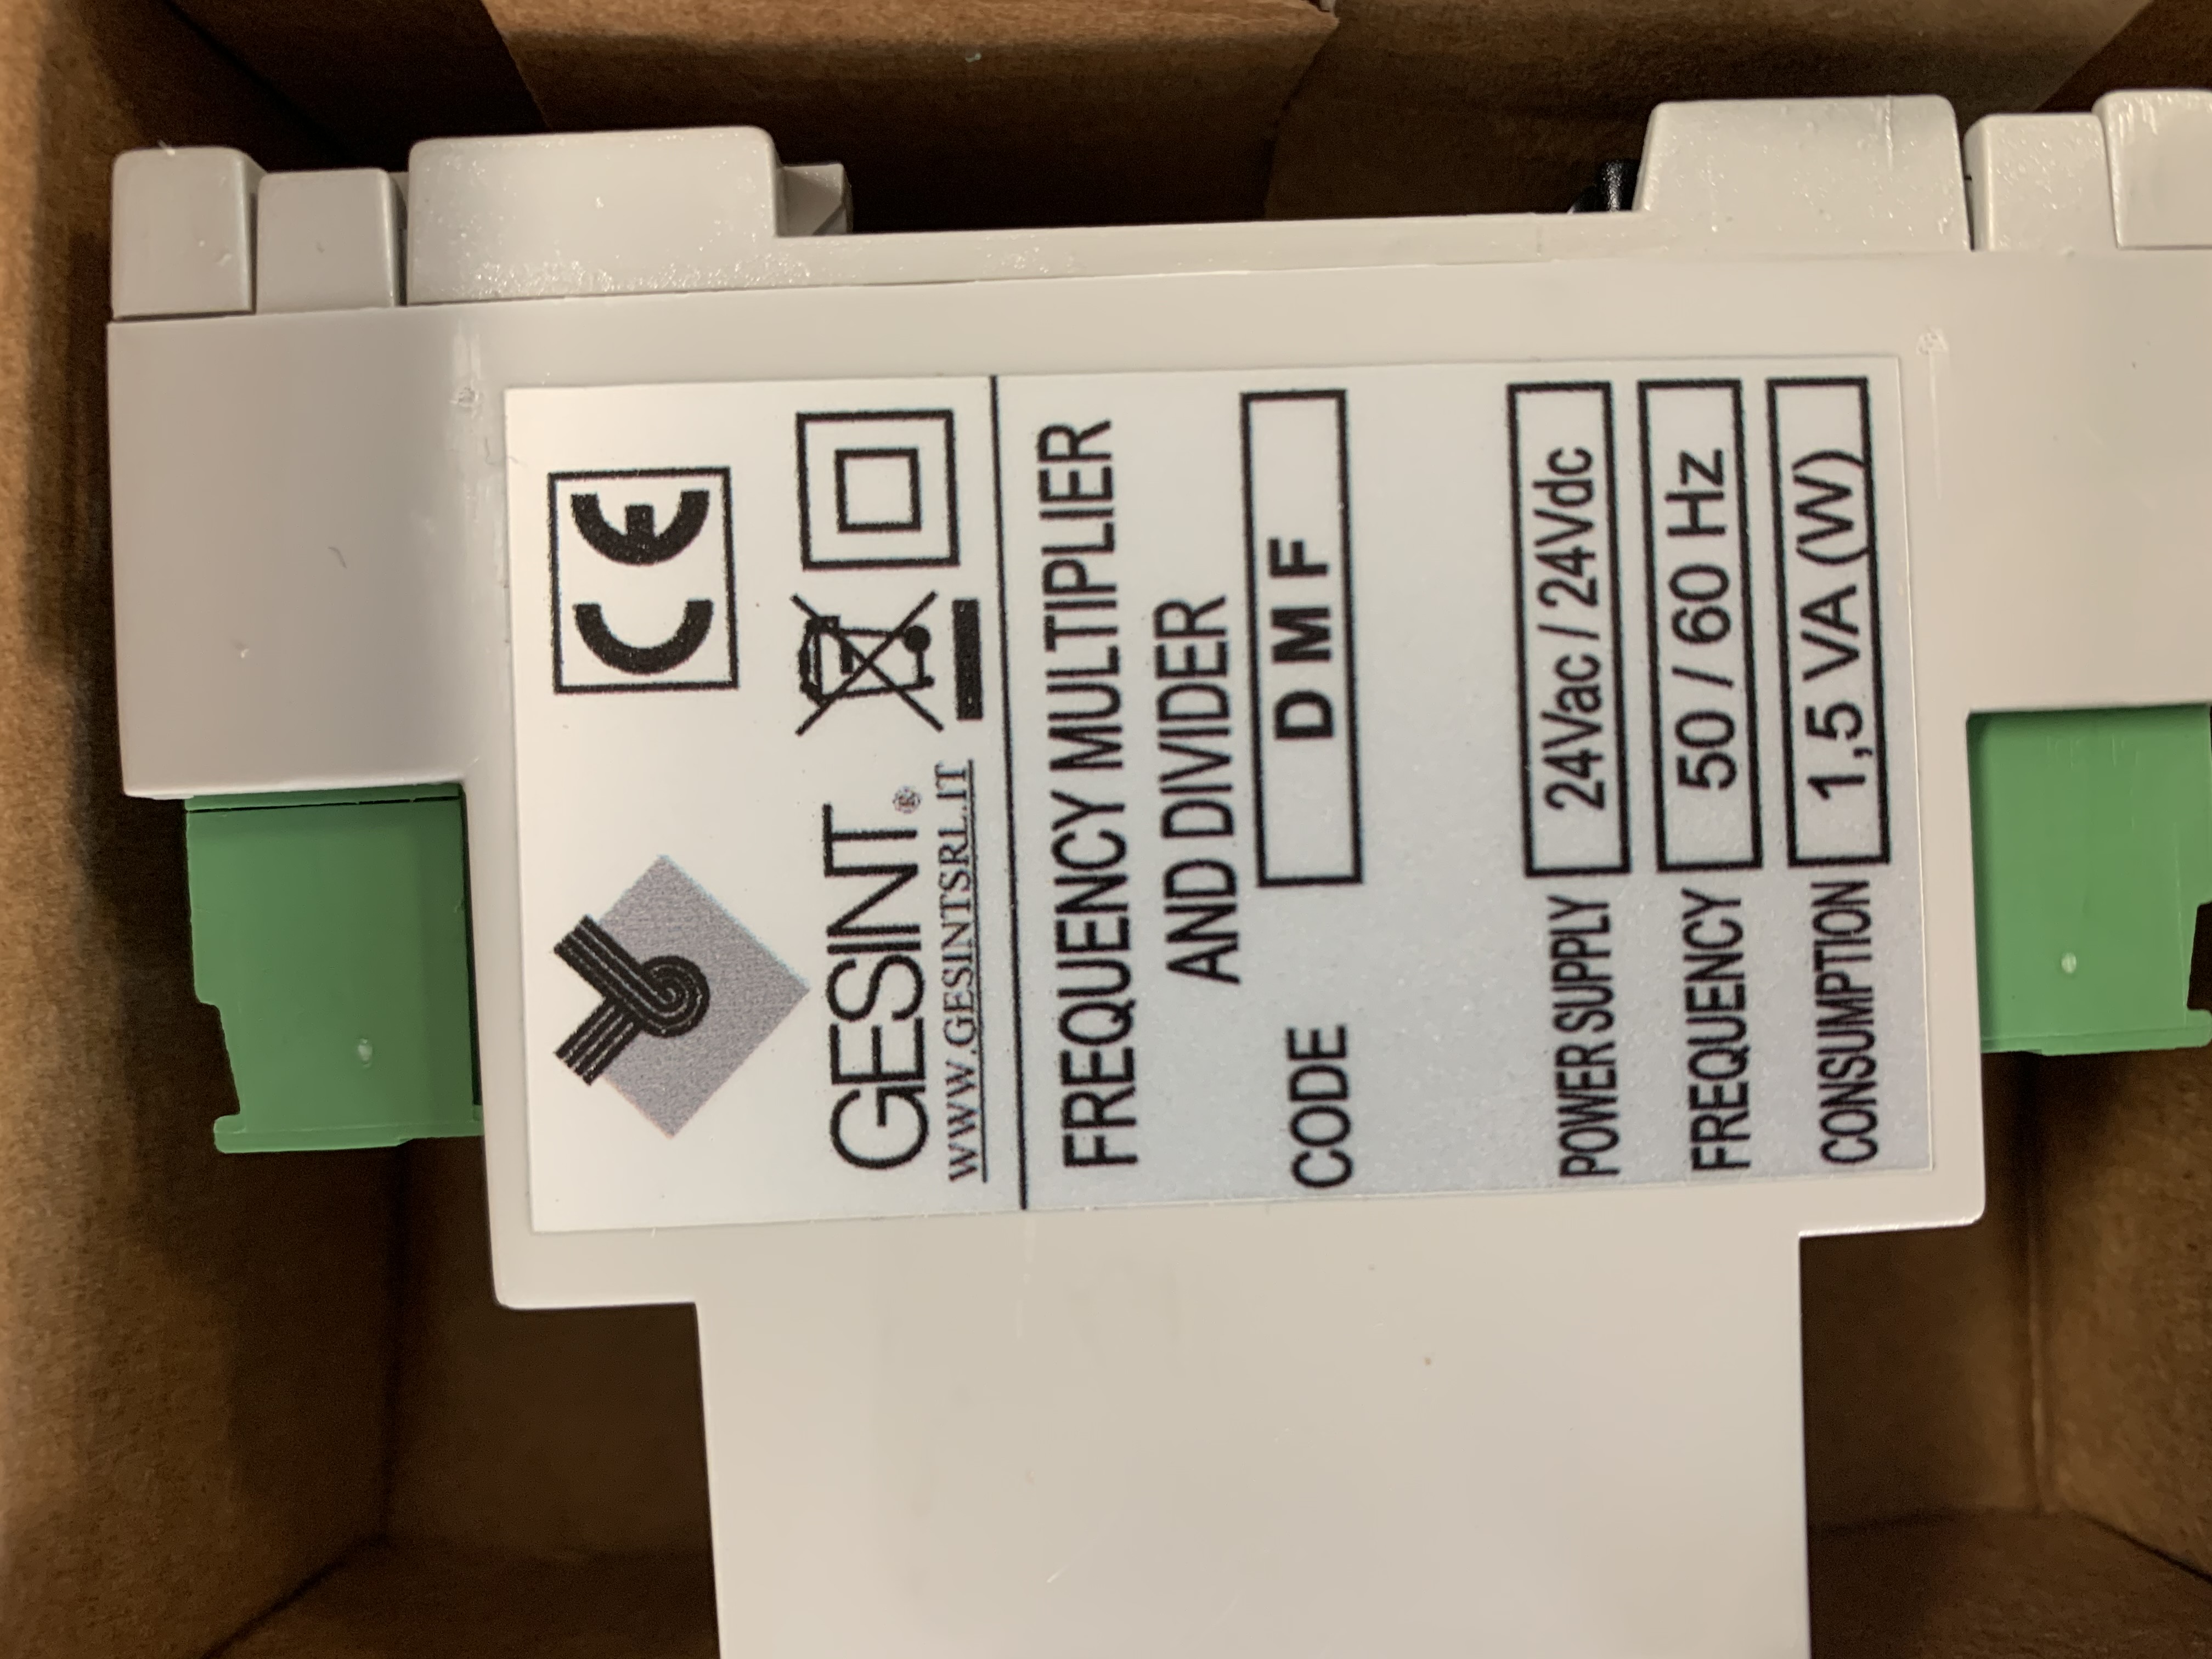 CE
GESINT®
WWW.GESINTSRL.IT
FREQUENCY MULTIPLIER
AND DIVIDER
CODE D M F
POWER SUPPLY 24Vac / 24Vdc
FREQUENCY 50 / 60 Hz
CONSUMPTION 1,5 VA (W)